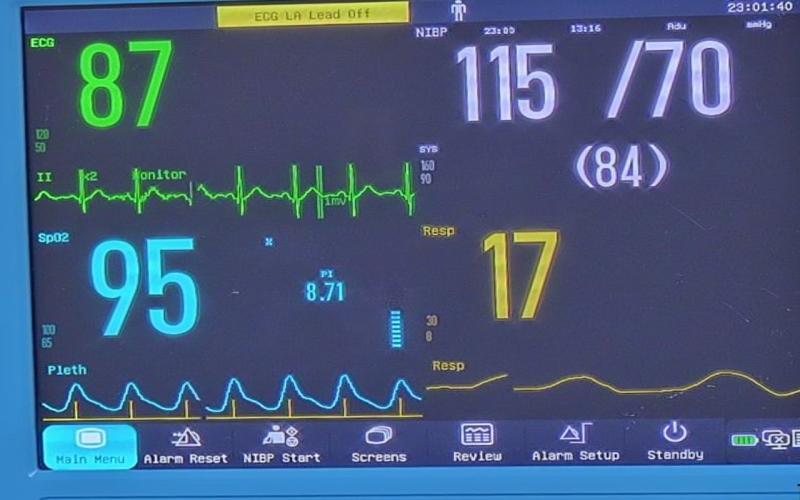 ECG LA Lead Off
23:01:40
ECG
87
120
50
NIBP 23:00 13:16 Adu mmHg
115 /70
(84)
SYS
160
90
II x2 Monitor
1mV
SpO2
95
%
PI
8.71
100
85
Resp
17
30
8
Pleth
Resp
Main Menu
Alarm Reset
NIBP Start
Screens
Review
Alarm Setup
Standby